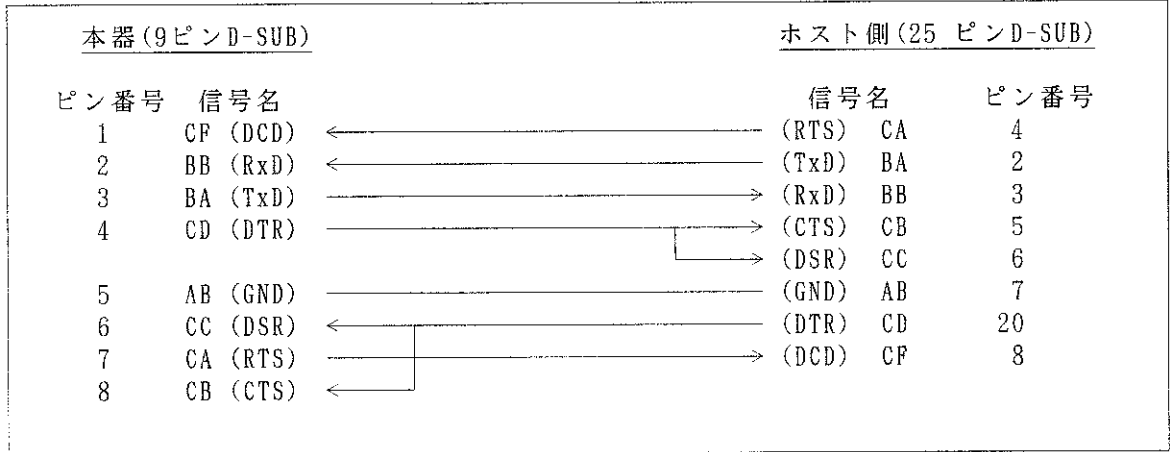 本器(9ピンD-SUB) ホスト側(25 ピンD-SUB)
ピン番号 信号名 信号名 ピン番号
1 CF (DCD) (RTS) CA 4
2 BB (RxD) (TxD) BA 2
3 BA (TxD) (RxD) BB 3
4 CD (DTR) (CTS) CB 5
(DSR) CC 6
5 AB (GND) (GND) AB 7
6 CC (DSR) (DTR) CD 20
7 CA (RTS) (DCD) CF 8
8 CB (CTS)